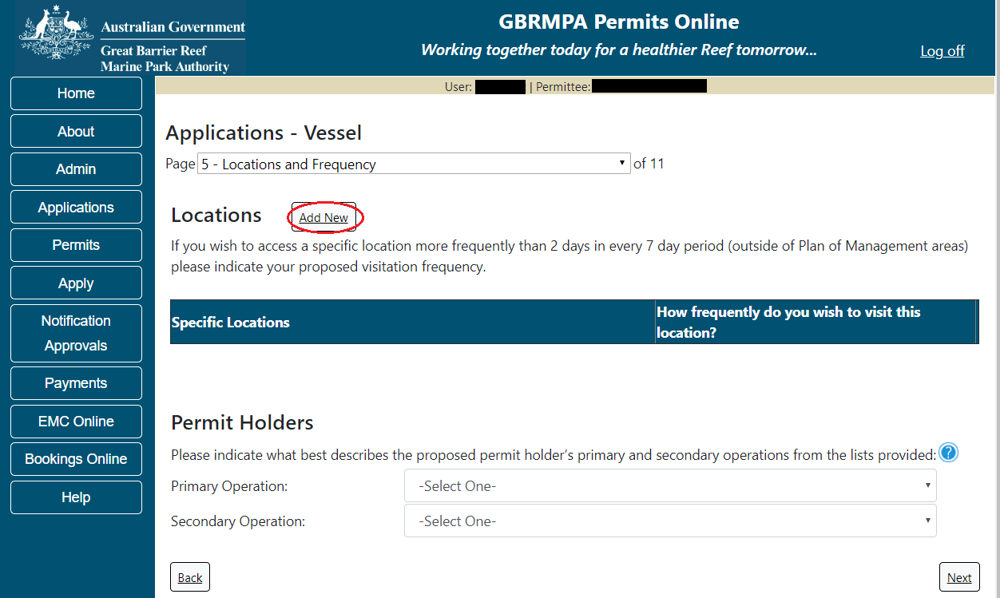 Australian Government
Great Barrier Reef
Marine Park Authority
GBRMPA Permits Online
Working together today for a healthier Reef tomorrow...
Log off
User: | Permittee:
Home
About
Admin
Applications
Permits
Apply
Notification
Approvals
Payments
EMC Online
Bookings Online
Help
Applications - Vessel
Page 5 - Locations and Frequency of 11
Locations Add New
If you wish to access a specific location more frequently than 2 days in every 7 day period (outside of Plan of Management areas)
please indicate your proposed visitation frequency.
Specific Locations
How frequently do you wish to visit this
location?
Permit Holders
Please indicate what best describes the proposed permit holder's primary and secondary operations from the lists provided: ?
Primary Operation: -Select One-
Secondary Operation: -Select One-
Back
Next